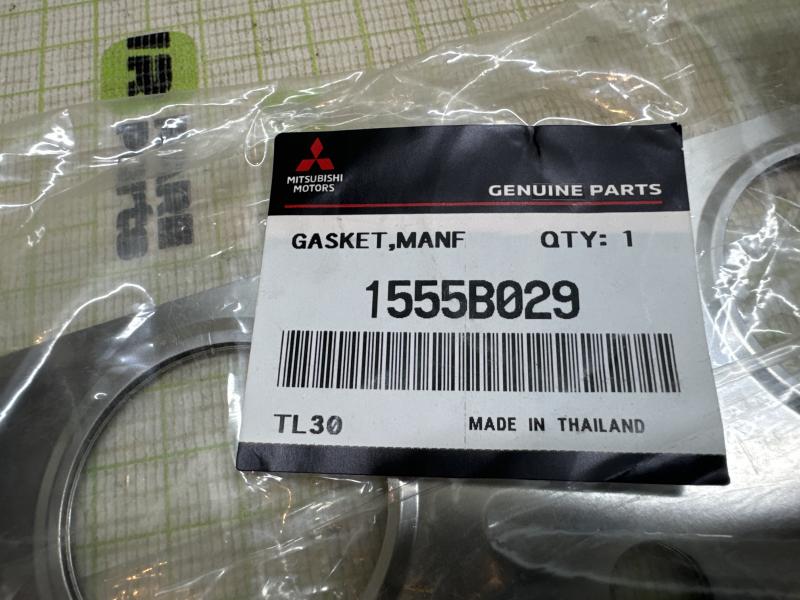 MITSUBISHI
MOTORS
GENUINE PARTS
GASKET,MANF QTY: 1
1555B029
TL30 MADE IN THAILAND